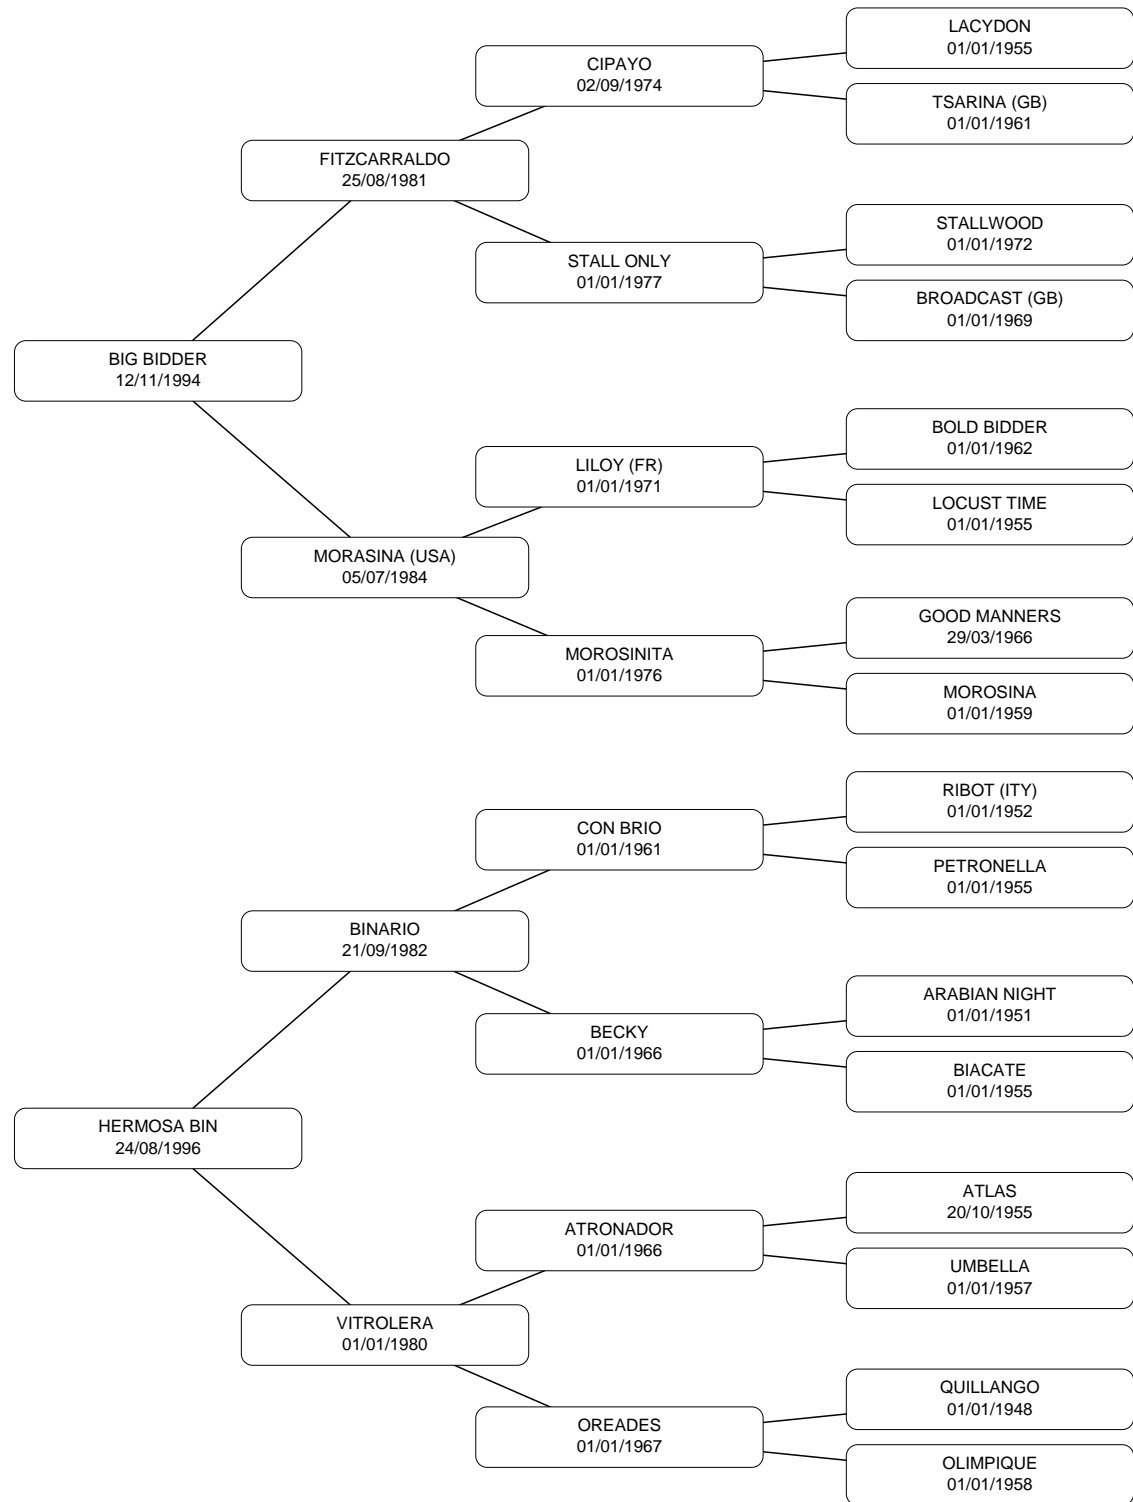 LACYDON
01/01/1955
CIPAYO
02/09/1974
TSARINA (GB)
01/01/1961
FITZCARRALDO
25/08/1981
STALLWOOD
01/01/1972
STALL ONLY
01/01/1977
BROADCAST (GB)
01/01/1969
BIG BIDDER
12/11/1994
BOLD BIDDER
01/01/1962
LILOY (FR)
01/01/1971
LOCUST TIME
01/01/1955
MORASINA (USA)
05/07/1984
GOOD MANNERS
29/03/1966
MOROSINITA
01/01/1976
MOROSINA
01/01/1959
RIBOT (ITY)
01/01/1952
CON BRIO
01/01/1961
PETRONELLA
01/01/1955
BINARIO
21/09/1982
ARABIAN NIGHT
01/01/1951
BECKY
01/01/1966
BIACATE
01/01/1955
HERMOSA BIN
24/08/1996
ATLAS
20/10/1955
ATRONADOR
01/01/1966
UMBELLA
01/01/1957
VITROLERA
01/01/1980
QUILLANGO
01/01/1948
OREADES
01/01/1967
OLIMPIQUE
01/01/1958